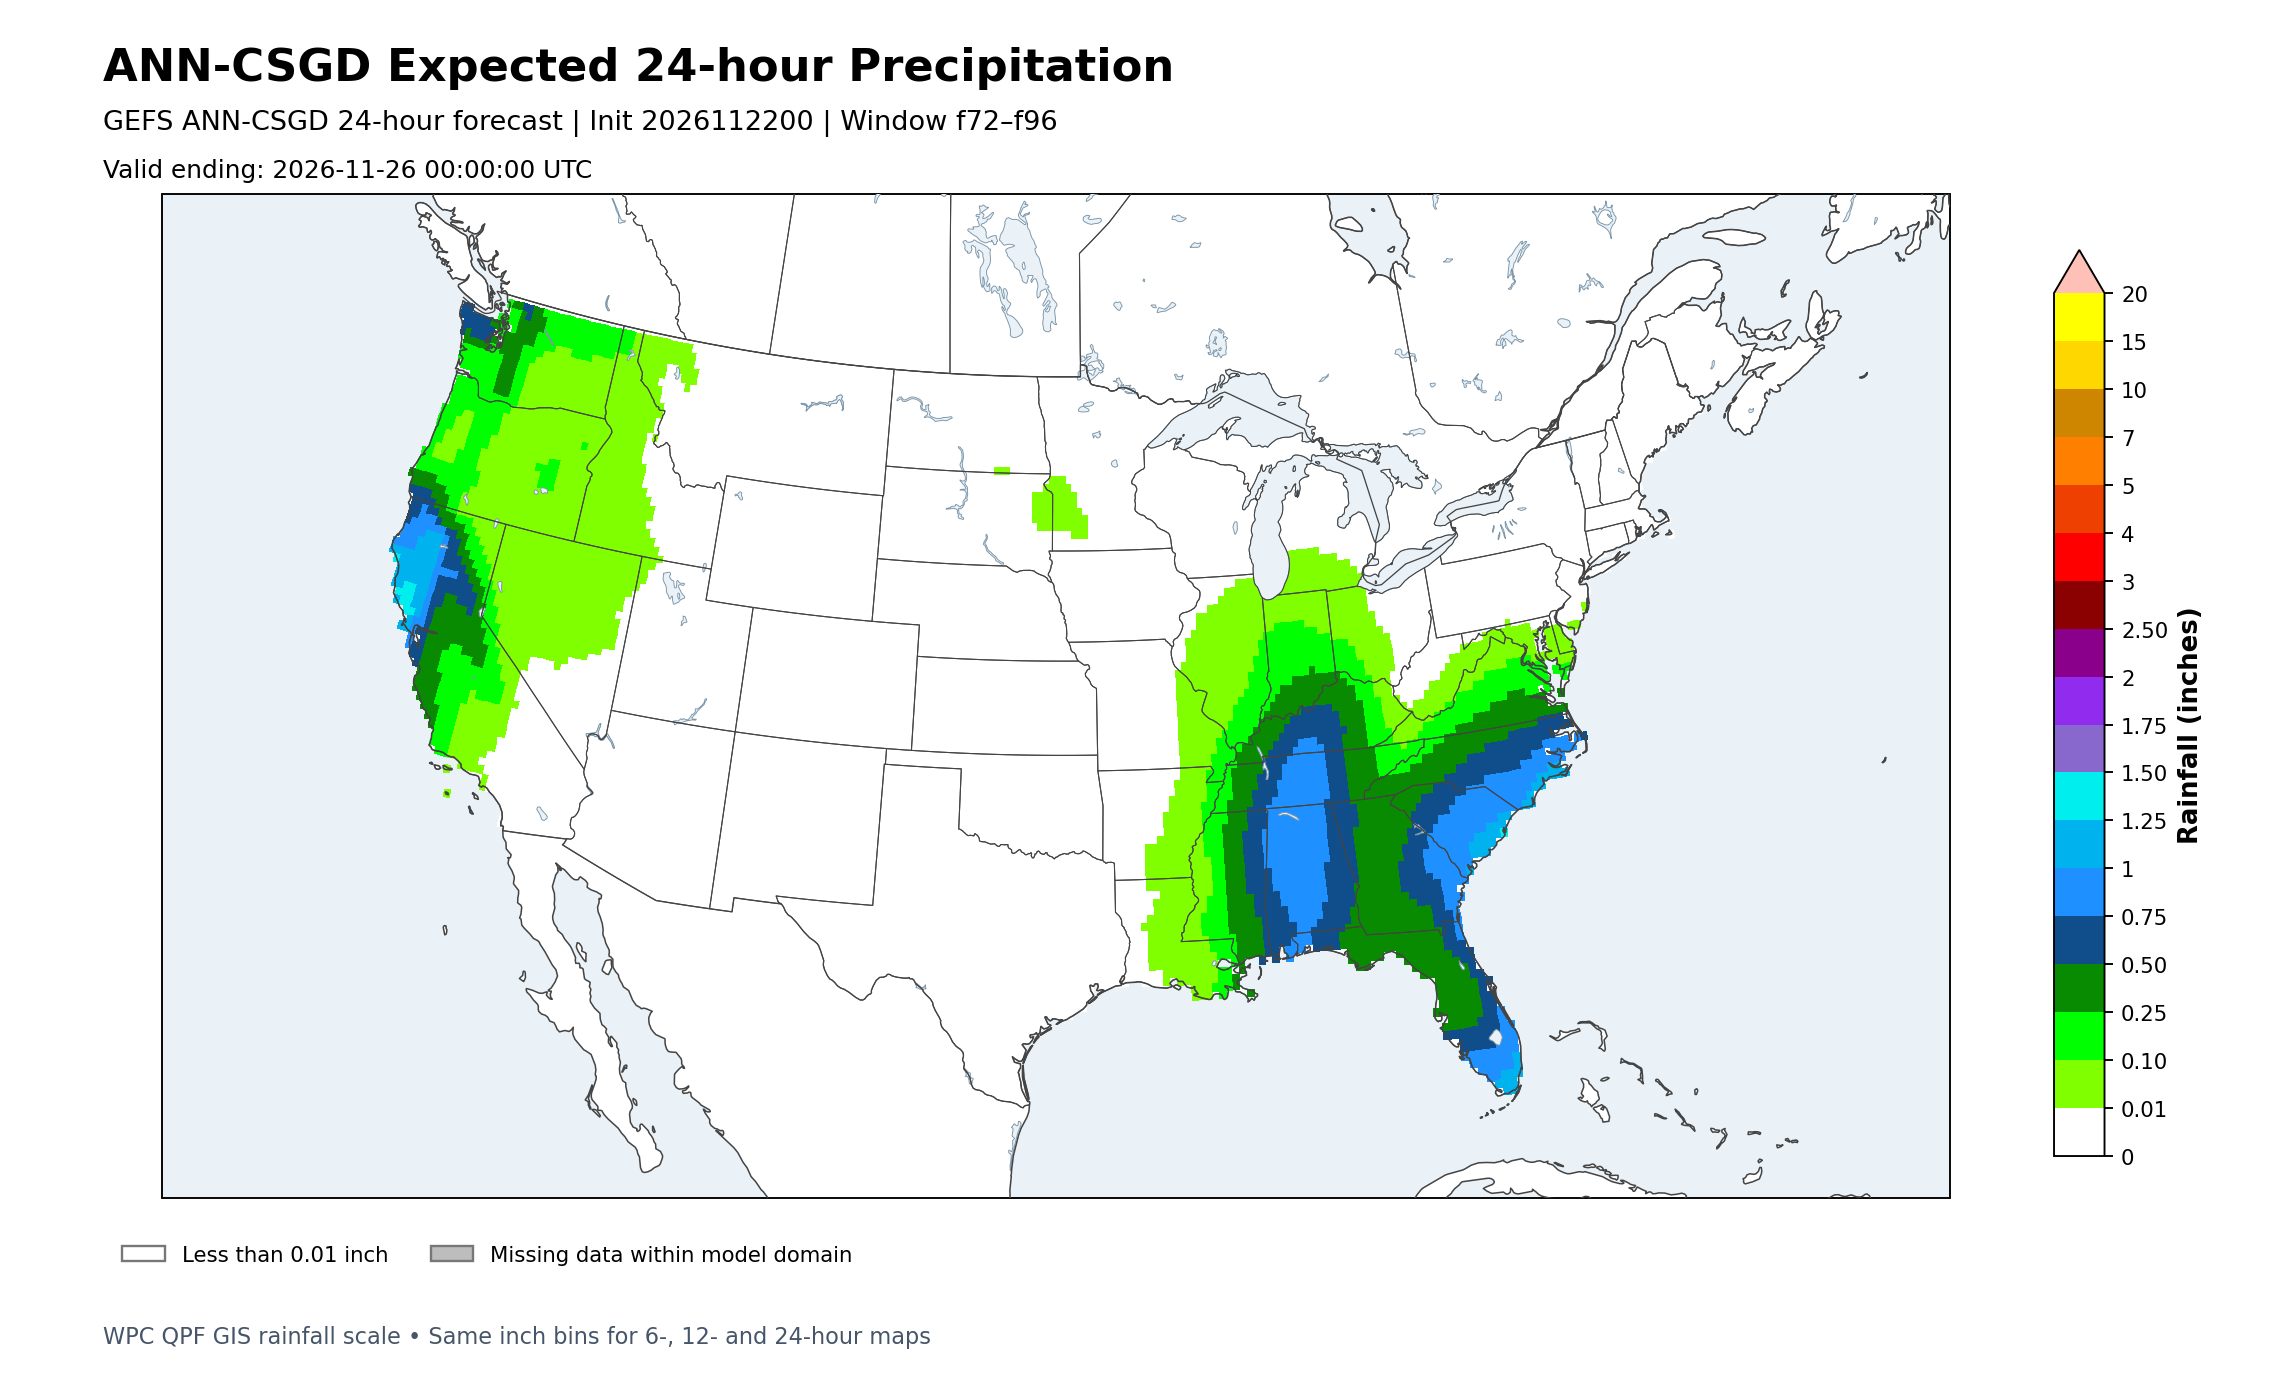 ANN-CSGD Expected 24-hour Precipitation
GEFS ANN-CSGD 24-hour forecast | Init 2026112200 | Window f72–f96
Valid ending: 2026-11-26 00:00:00 UTC
20
15
10
7
5
4
3
2.50
2
1.75
1.50
1.25
1
0.75
0.50
0.25
0.10
0.01
0
Rainfall (inches)
Less than 0.01 inch
Missing data within model domain
WPC QPF GIS rainfall scale • Same inch bins for 6-, 12- and 24-hour maps